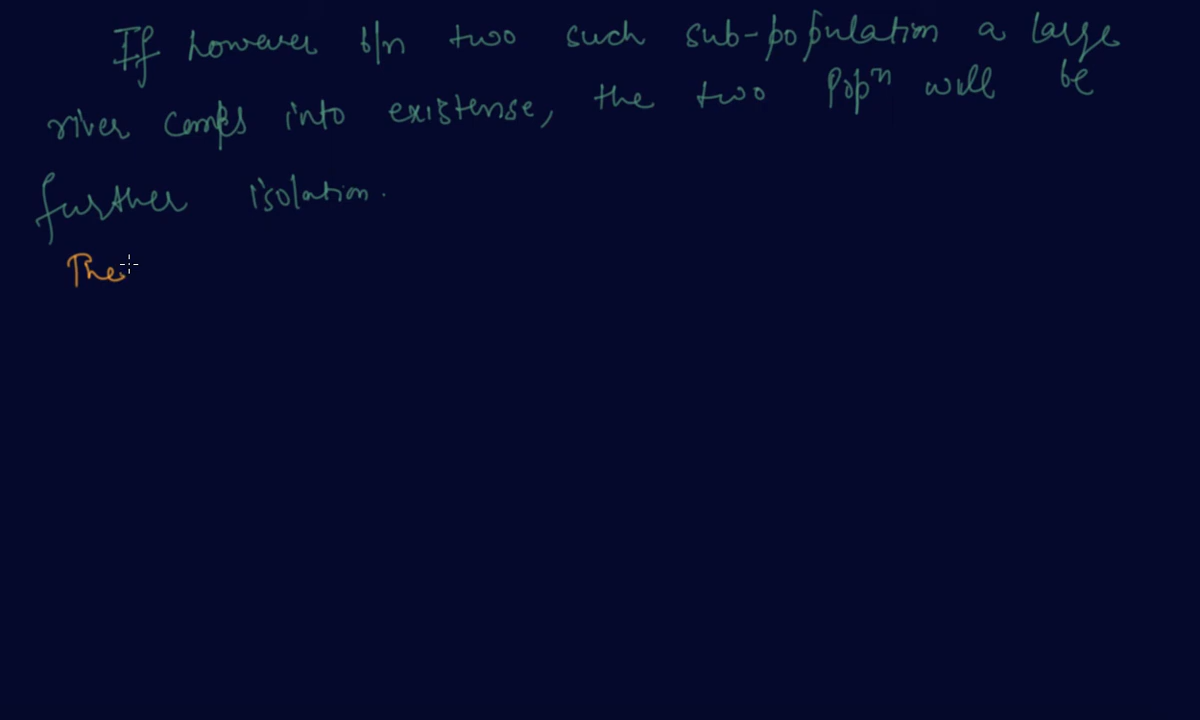 If however b/n two such sub-population a large
river comes into existense, the two Popⁿ will be
further isolation.
The